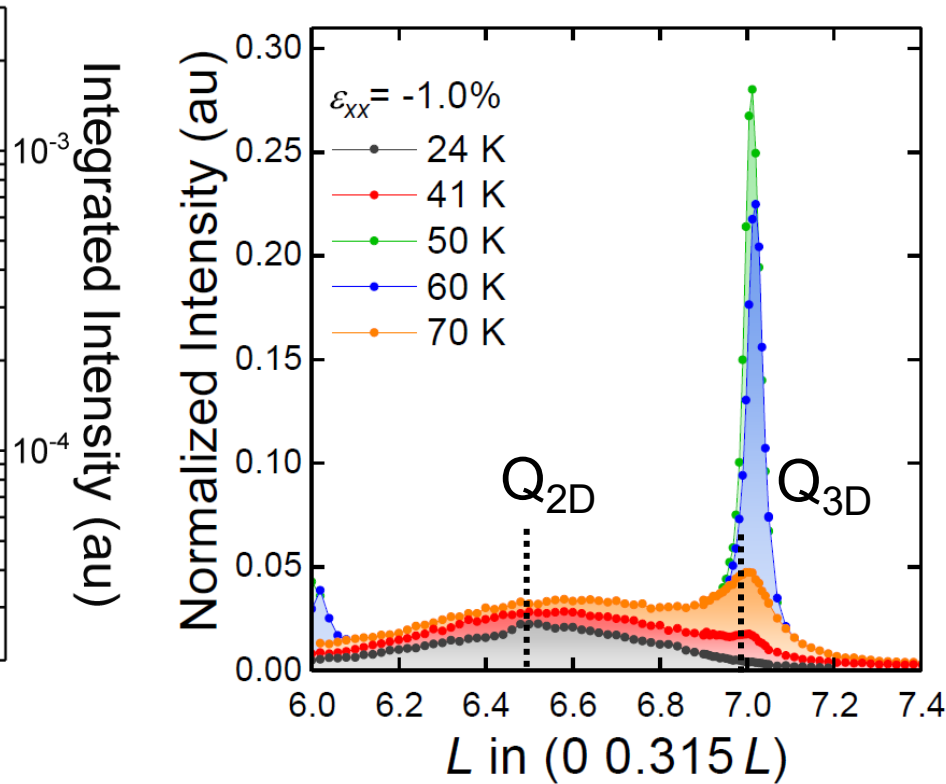 Integrated Intensity (au)
10-3
10-4
Normalized Intensity (au)
0.30
0.25
0.20
0.15
0.10
0.05
0.00
εxx= -1.0%
24 K
41 K
50 K
60 K
70 K
Q2D
Q3D
6.0 6.2 6.4 6.6 6.8 7.0 7.2 7.4
L in (0 0.315 L)